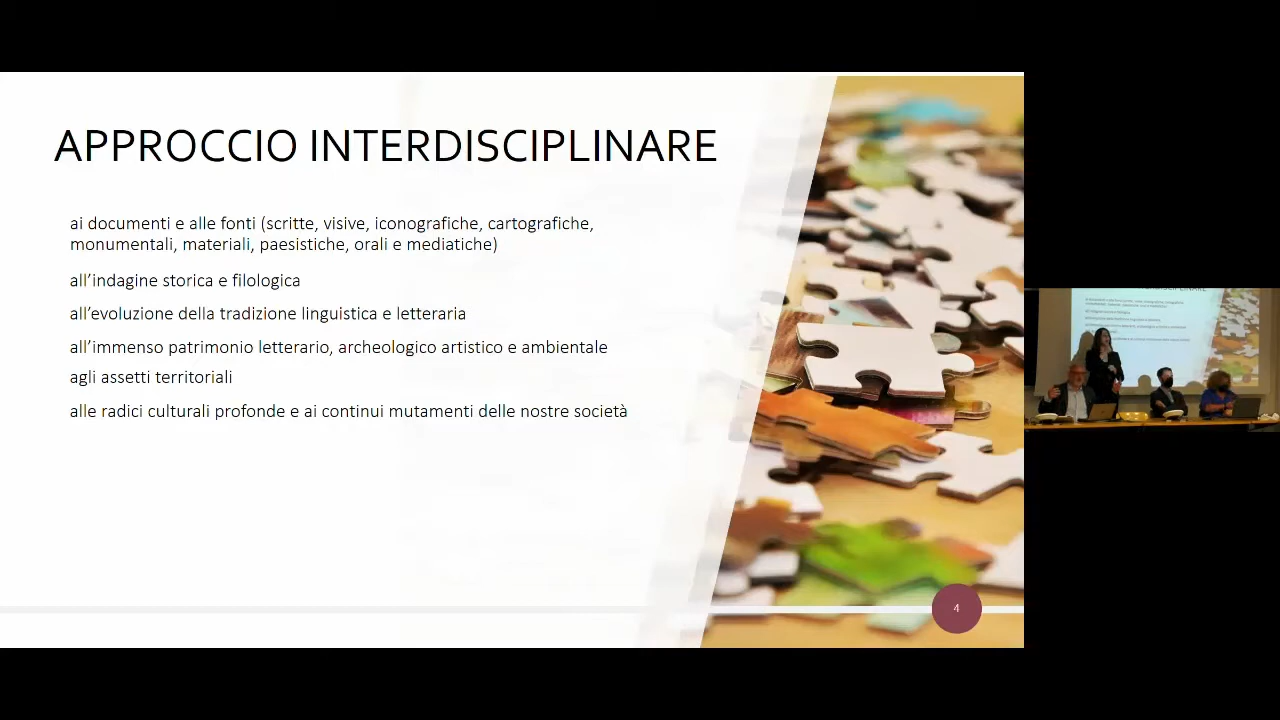 APPROCCIO INTERDISCIPLINARE
ai documenti e alle fonti (scritte, visive, iconografiche, cartografiche,
monumentali, materiali, paesistiche, orali e mediatiche)
all’indagine storica e filologica
all’evoluzione della tradizione linguistica e letteraria
all’immenso patrimonio letterario, archeologico artistico e ambientale
agli assetti territoriali
alle radici culturali profonde e ai continui mutamenti delle nostre società
4